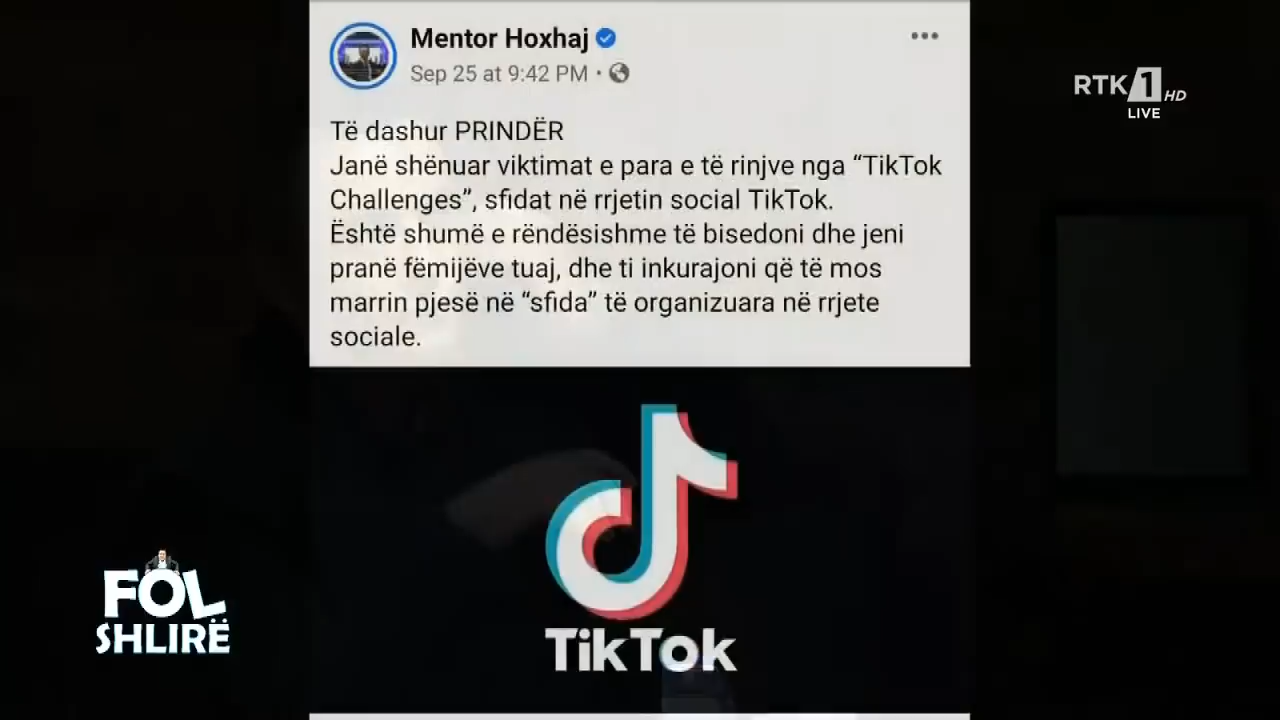 Mentor Hoxhaj
Sep 25 at 9:42 PM ·
RTK 1 HD
LIVE
Të dashur PRINDËR
Janë shënuar viktimat e para e të rinjve nga “TikTok
Challenges”, sfidat në rrjetin social TikTok.
Është shumë e rëndësishme të bisedoni dhe jeni
pranë fëmijëve tuaj, dhe ti inkurajoni që të mos
marrin pjesë në “sfida” të organizuara në rrjete
sociale.
TikTok
FOL
SHLIRË